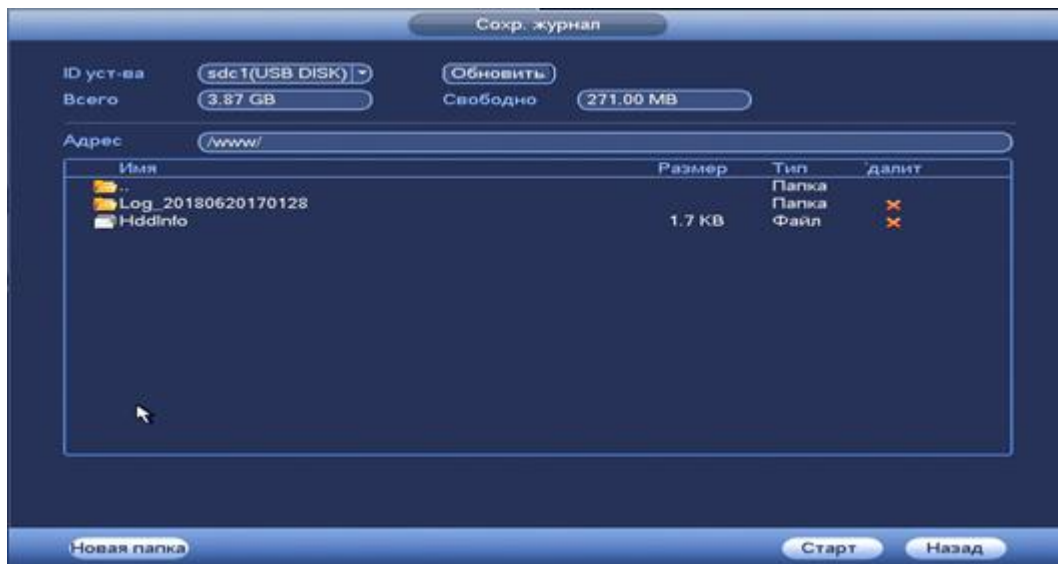 Сохр. журнал
ID уст-ва sdc1(USB DISK) Обновить
Всего 3.87 GB Свободно 271.00 MB
Адрес /www/
Имя Размер Тип 'далит
.. Папка
Log_20180620170128 Папка
HddInfo 1.7 KB Файл
Новая папка Старт Назад